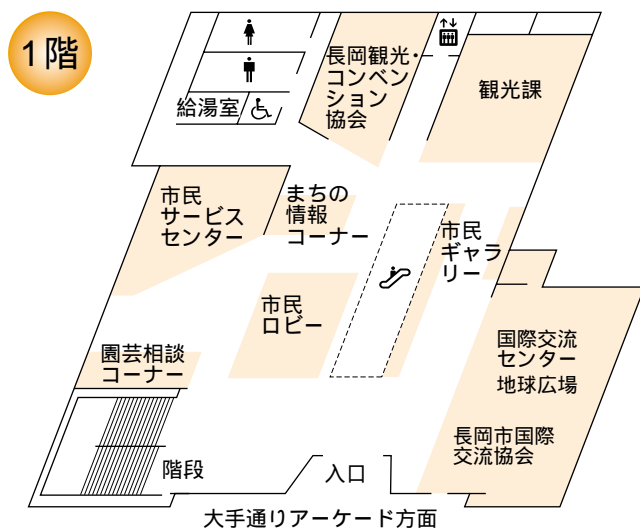 1階
長岡観光・
コンベン
ション
協会
観光課
給湯室
市民
サービス
センター
まちの
情報
コーナー
市民
ギャラ
リー
市民
ロビー
国際交流
センター
地球広場
園芸相談
コーナー
長岡市国際
交流協会
階段
入口
大手通りアーケード方面